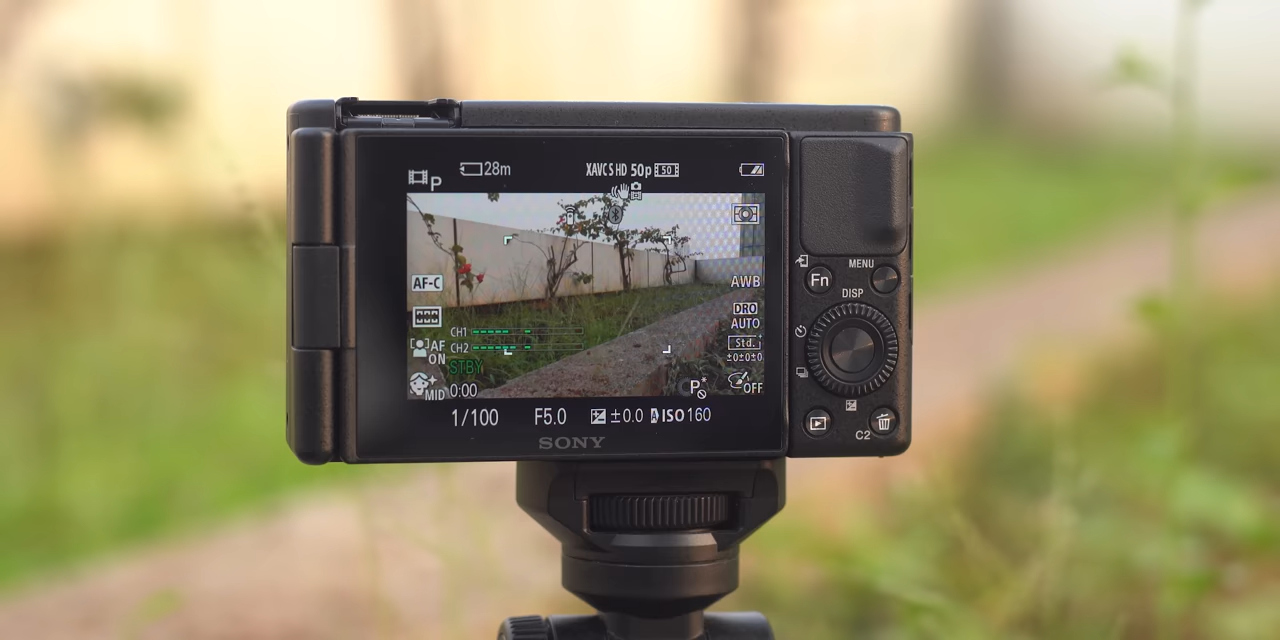 P 28m XAVC S HD 50p 50
AF-C
AWB
DRO
AUTO
CH1
CH2
AF
ON
Std.
±0±0±0
STBY
MID 0:00
P*
OFF
1/100 F5.0 ±0.0 A ISO 160
SONY
MENU
Fn
DISP
C2